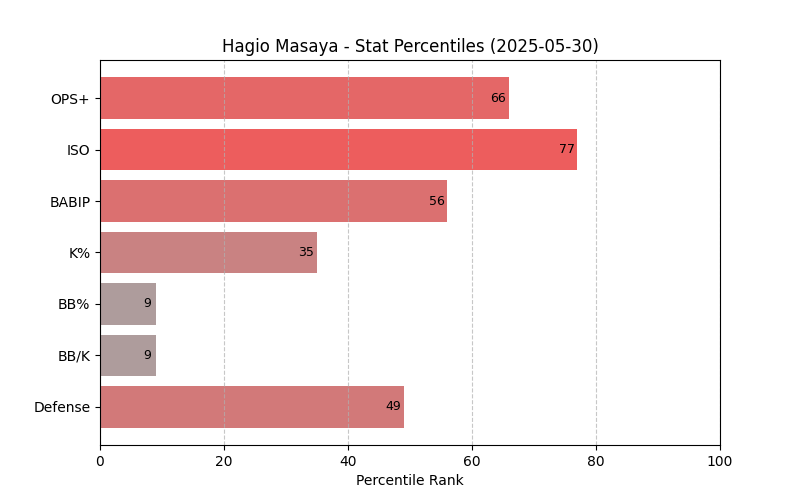 Hagio Masaya - Stat Percentiles (2025-05-30)
OPS+ 66
ISO 77
BABIP 56
K% 35
BB% 9
BB/K 9
Defense 49
0 20 40 60 80 100
Percentile Rank